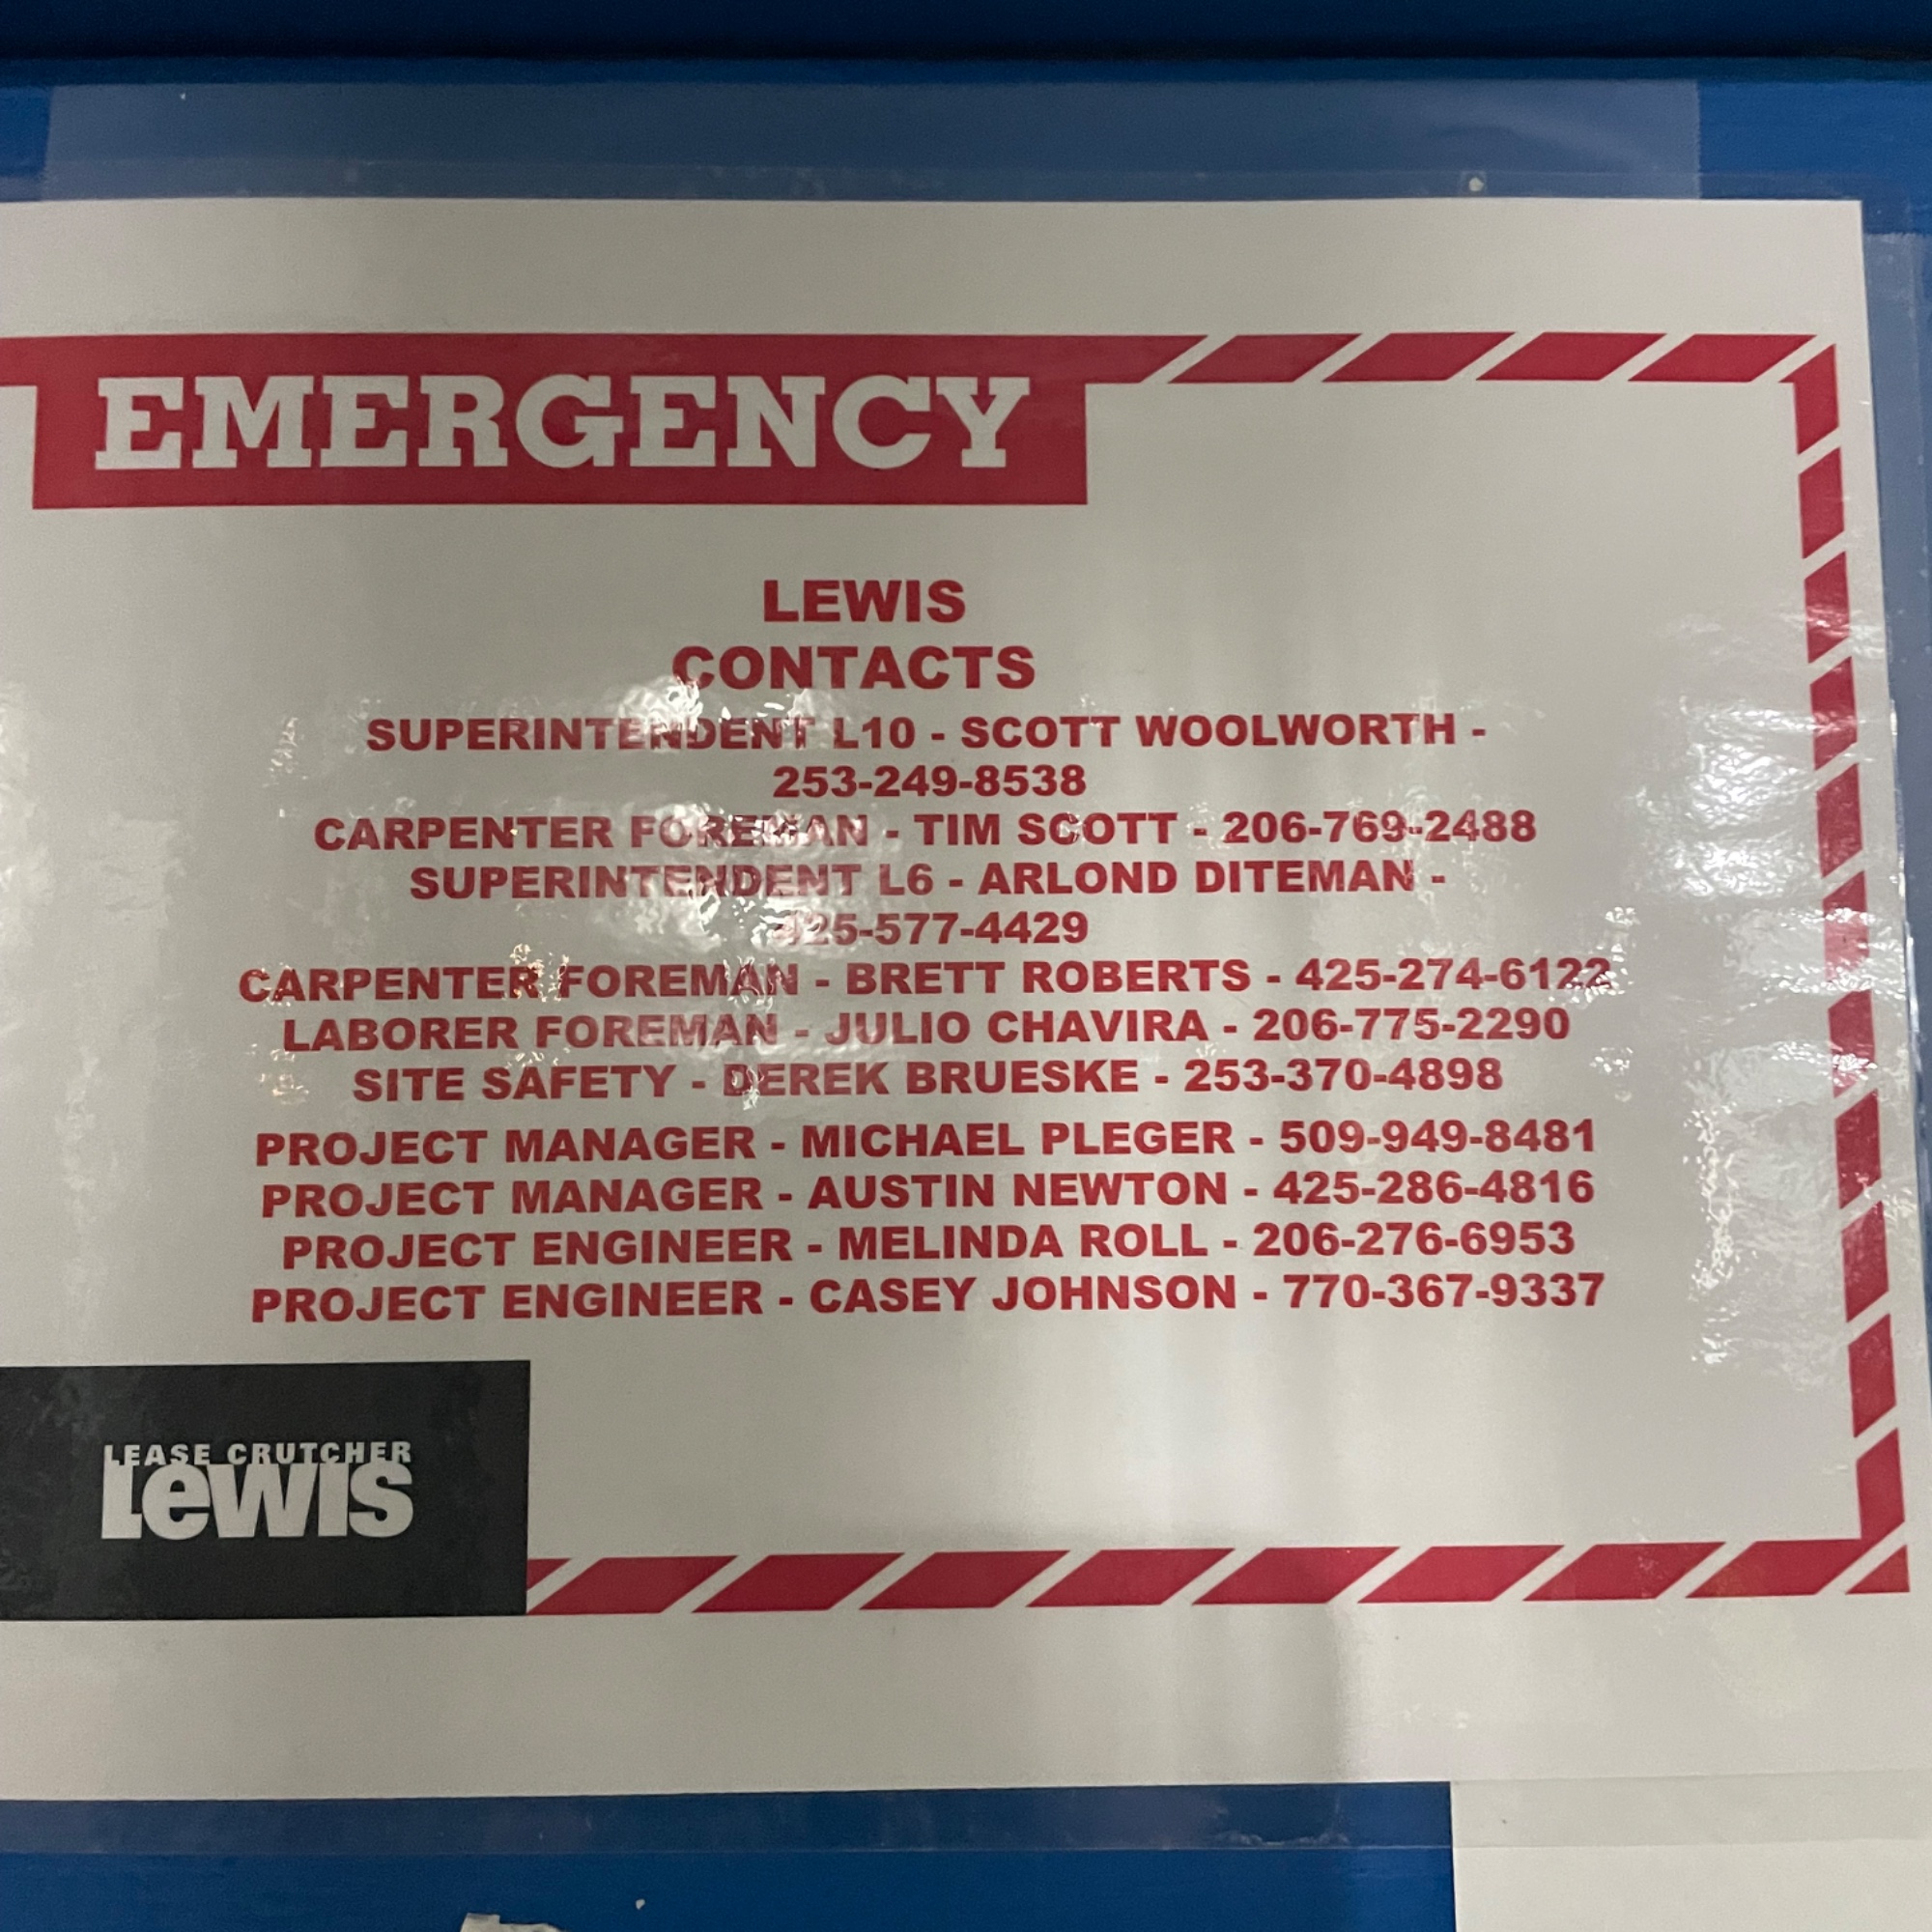 EMERGENCY
LEWIS
CONTACTS
SUPERINTENDENT L10 - SCOTT WOOLWORTH -
253-249-8538
CARPENTER FOREMAN - TIM SCOTT - 206-769-2488
SUPERINTENDENT L6 - ARLOND DITEMAN -
425-577-4429
CARPENTER FOREMAN - BRETT ROBERTS - 425-274-6122
LABORER FOREMAN - JULIO CHAVIRA - 206-775-2290
SITE SAFETY - DEREK BRUESKE - 253-370-4898
PROJECT MANAGER - MICHAEL PLEGER - 509-949-8481
PROJECT MANAGER - AUSTIN NEWTON - 425-286-4816
PROJECT ENGINEER - MELINDA ROLL - 206-276-6953
PROJECT ENGINEER - CASEY JOHNSON - 770-367-9337
LEASE CRUTCHER
Lewis